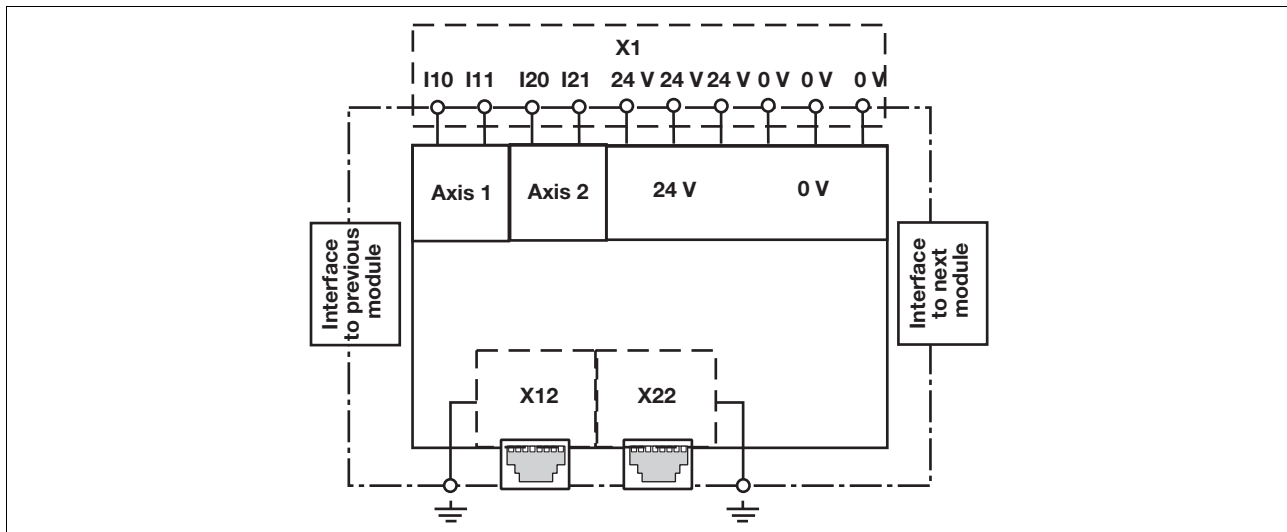 X1
I10 I11 I20 I21 24 V 24 V 24 V 0 V 0 V 0 V
Axis 1 Axis 2 24 V 0 V
Interface
to previous
module
Interface
to next
module
X12 X22